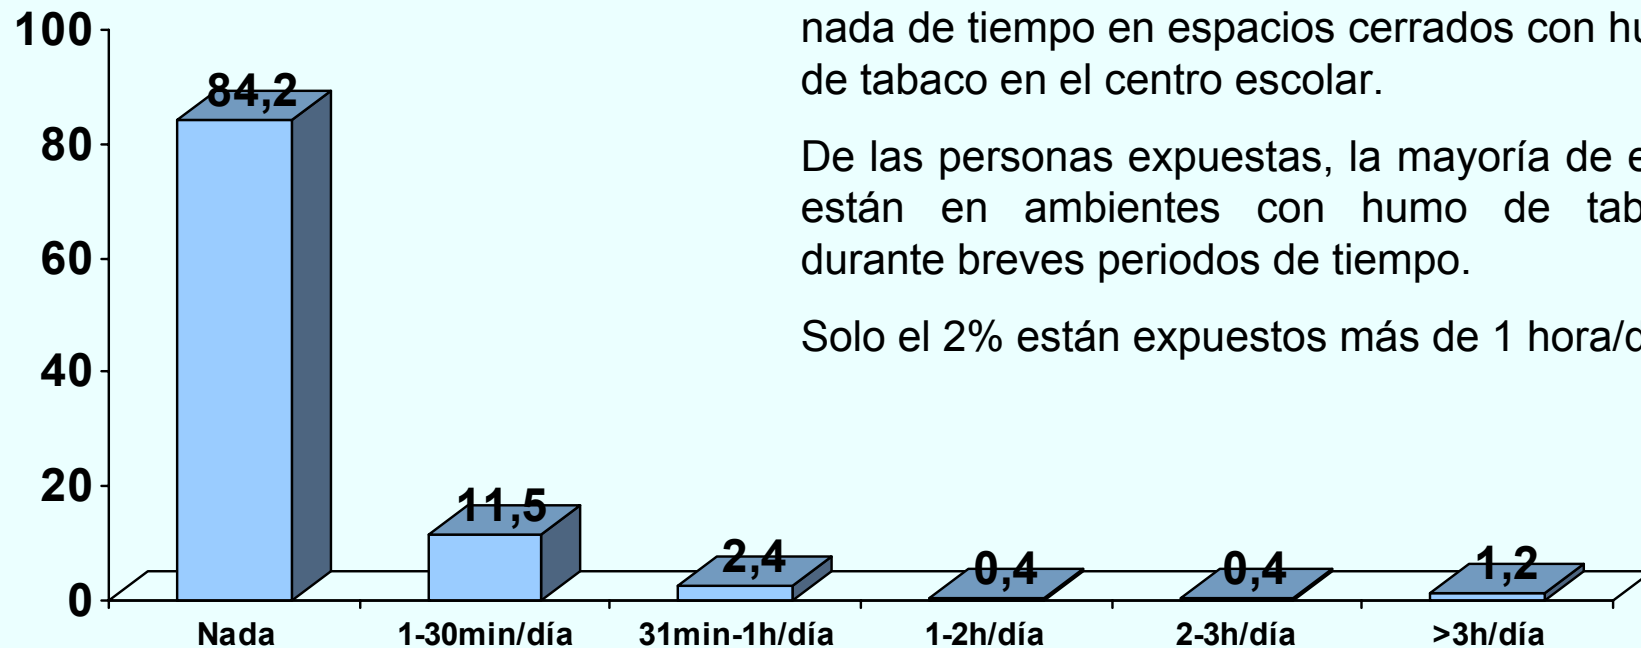 nada de tiempo en espacios cerrados con
de tabaco en el centro escolar.
De las personas expuestas, la mayoría de
están en ambientes con humo de
durante breves periodos de tiempo.
Solo el 2% están expuestos más de 1 hora/
100
80
60
40
20
0
84,2
11,5
2,4
0,4
0,4
1,2
Nada
1-30min/día
31min-1h/día
1-2h/día
2-3h/día
>3h/día